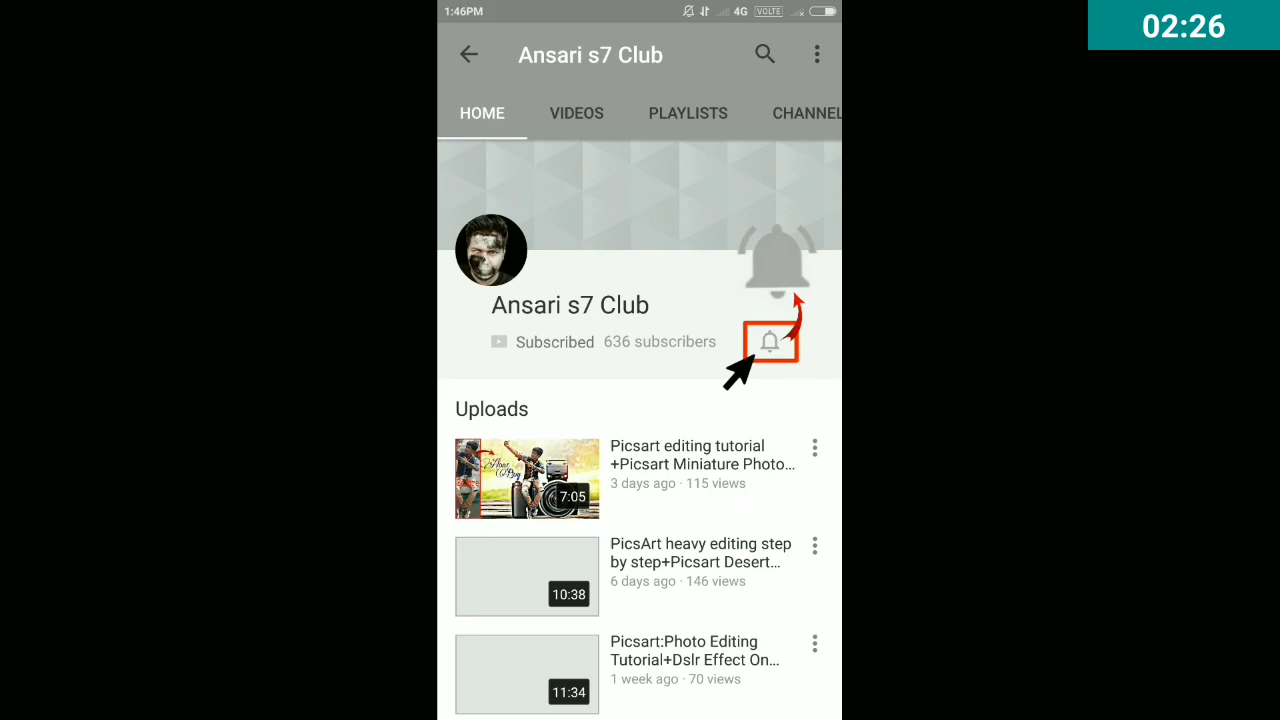 02:26
1:46PM
4G
VOLTE
Ansari s7 Club
HOME
VIDEOS
PLAYLISTS
CHANNEL
Ansari s7 Club
Subscribed
636 subscribers
Uploads
Picsart editing tutorial
+Picsart Miniature Photo...
3 days ago · 115 views
7:05
PicsArt heavy editing step
by step+Picsart Desert...
6 days ago · 146 views
10:38
Picsart:Photo Editing
Tutorial+Dslr Effect On...
1 week ago · 70 views
11:34